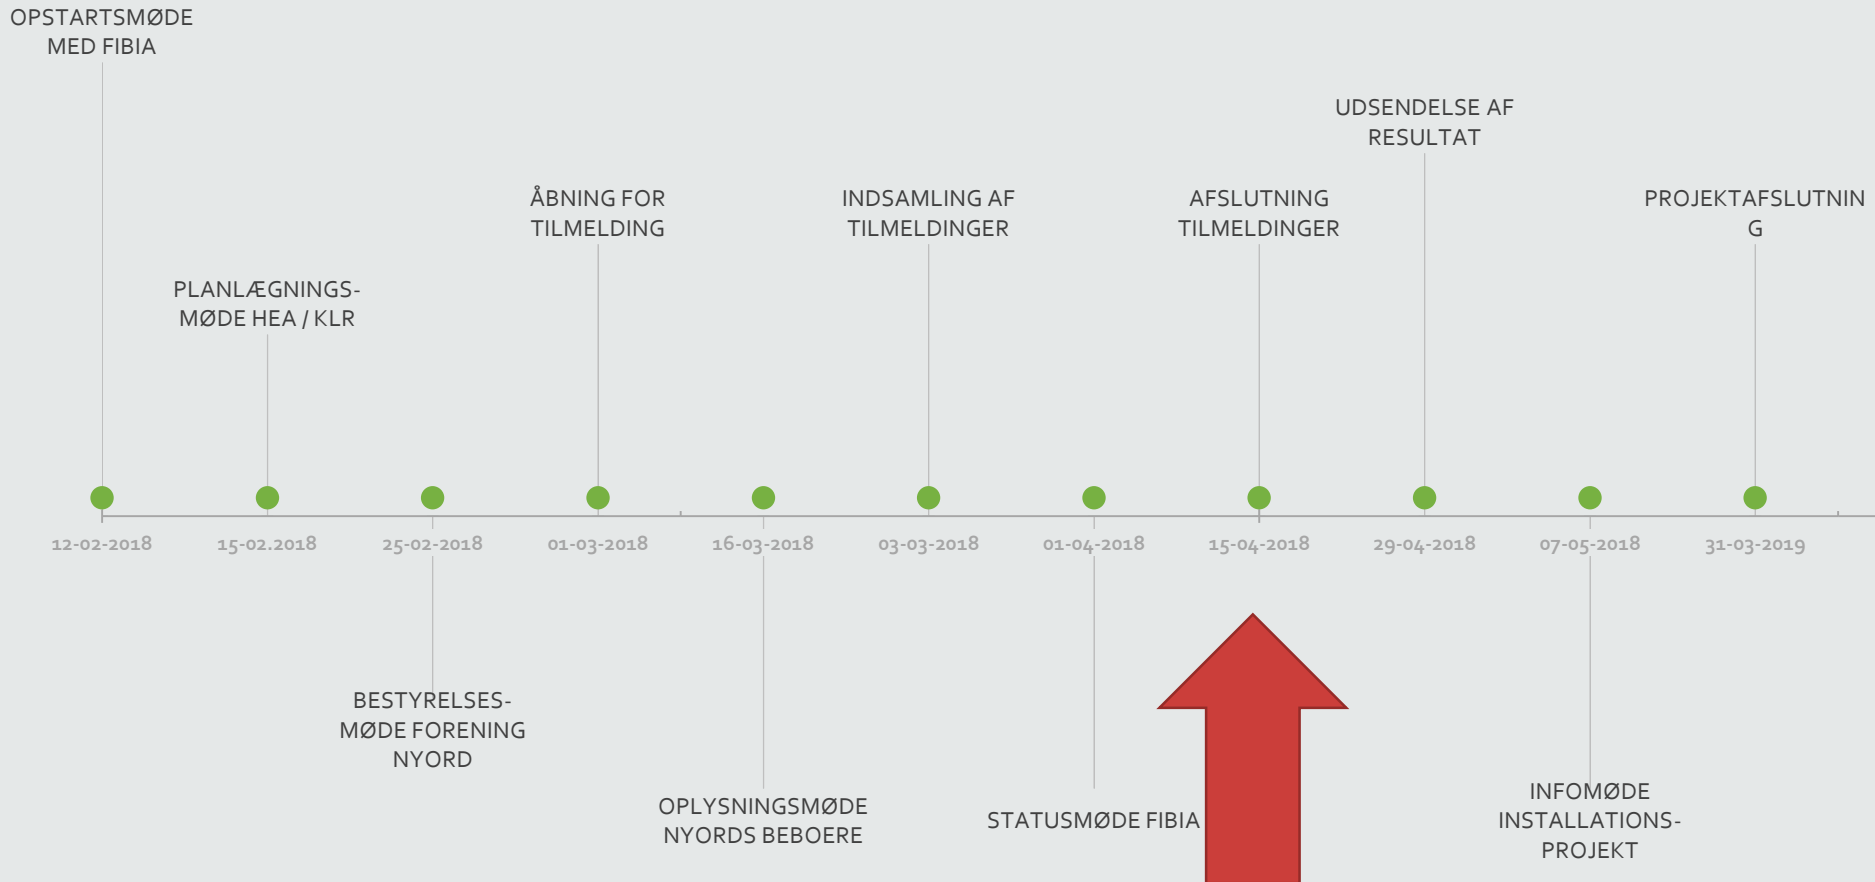 OPSTARTSMØDE
MED FIBIA
UDSENDELSE AF
RESULTAT
ÅBNING FOR
TILMELDING
INDSAMLING AF
TILMELDINGER
AFSLUTNING
TILMELDINGER
PROJEKTAFSLUTNIN
G
PLANLÆGNINGS-
MØDE HEA / KLR
12-02-2018
15-02.2018
25-02-2018
01-03-2018
16-03-2018
03-03-2018
01-04-2018
15-04-2018
29-04-2018
07-05-2018
31-03-2019
BESTYRELSES-
MØDE FORENING
NYORD
OPLYSNINGSMØDE
NYORDS BEBOERE
STATUSMØDE FIBIA
INFOMØDE
INSTALLATIONS-
PROJEKT